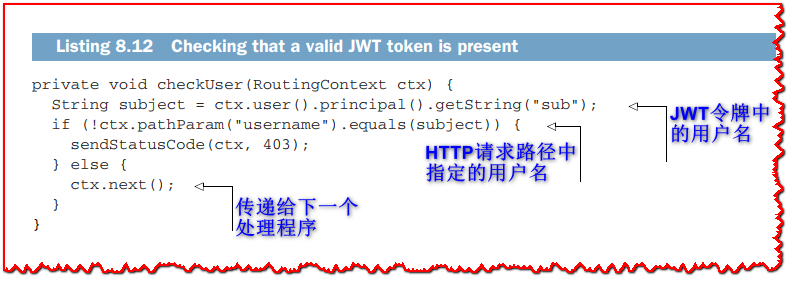 Listing 8.12 Checking that a valid JWT token is present
private void checkUser(RoutingContext ctx) {
String subject = ctx.user().principal().getString("sub");
if (!ctx.pathParam("username").equals(subject)) {
sendStatusCode(ctx, 403);
} else {
ctx.next();
}
}
JWT令牌中
的用户名
HTTP请求路径中
指定的用户名
传递给下一个
处理程序